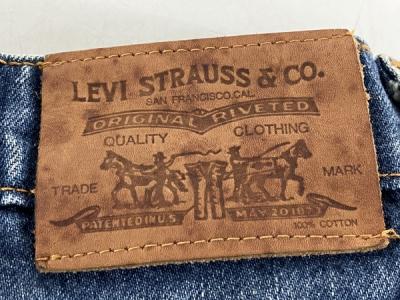 LEVI STRAUSS & CO.
SAN FRANCISCO, CAL.
ORIGINAL RIVETED
QUALITY CLOTHING
TRADE MARK
PATENTED IN U.S. MAY 20 1873
100% COTTON